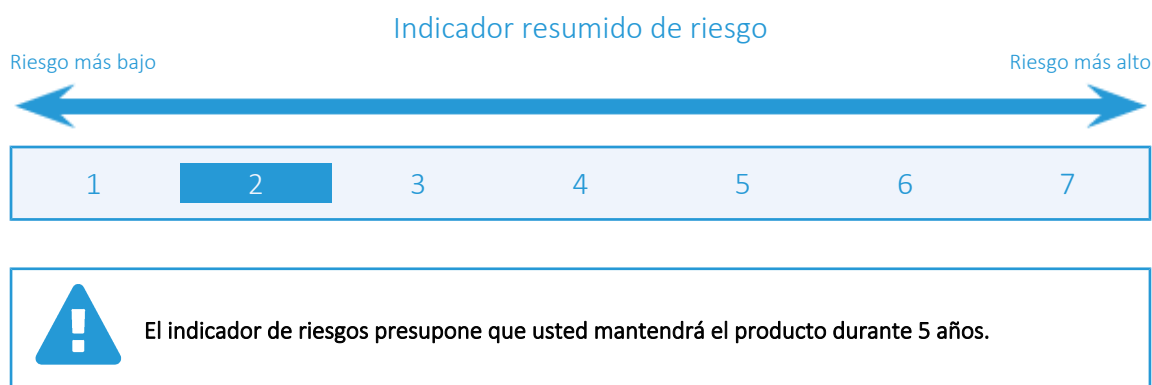 Indicador resumido de riesgo
Riesgo más bajo Riesgo más alto
1 2 3 4 5 6 7
El indicador de riesgos presupone que usted mantendrá el producto durante 5 años.